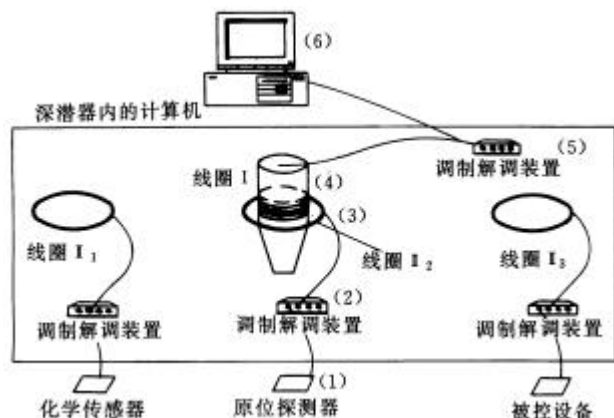 (6)
深潜器内的计算机
(5)
调制解调装置
线圈 Ⅰ
(4)
(3)
线圈 Ⅱ₁
线圈 Ⅱ₂
线圈 Ⅱ₃
(2)
调制解调装置
调制解调装置
调制解调装置
(1)
化学传感器
原位探测器
被控设备